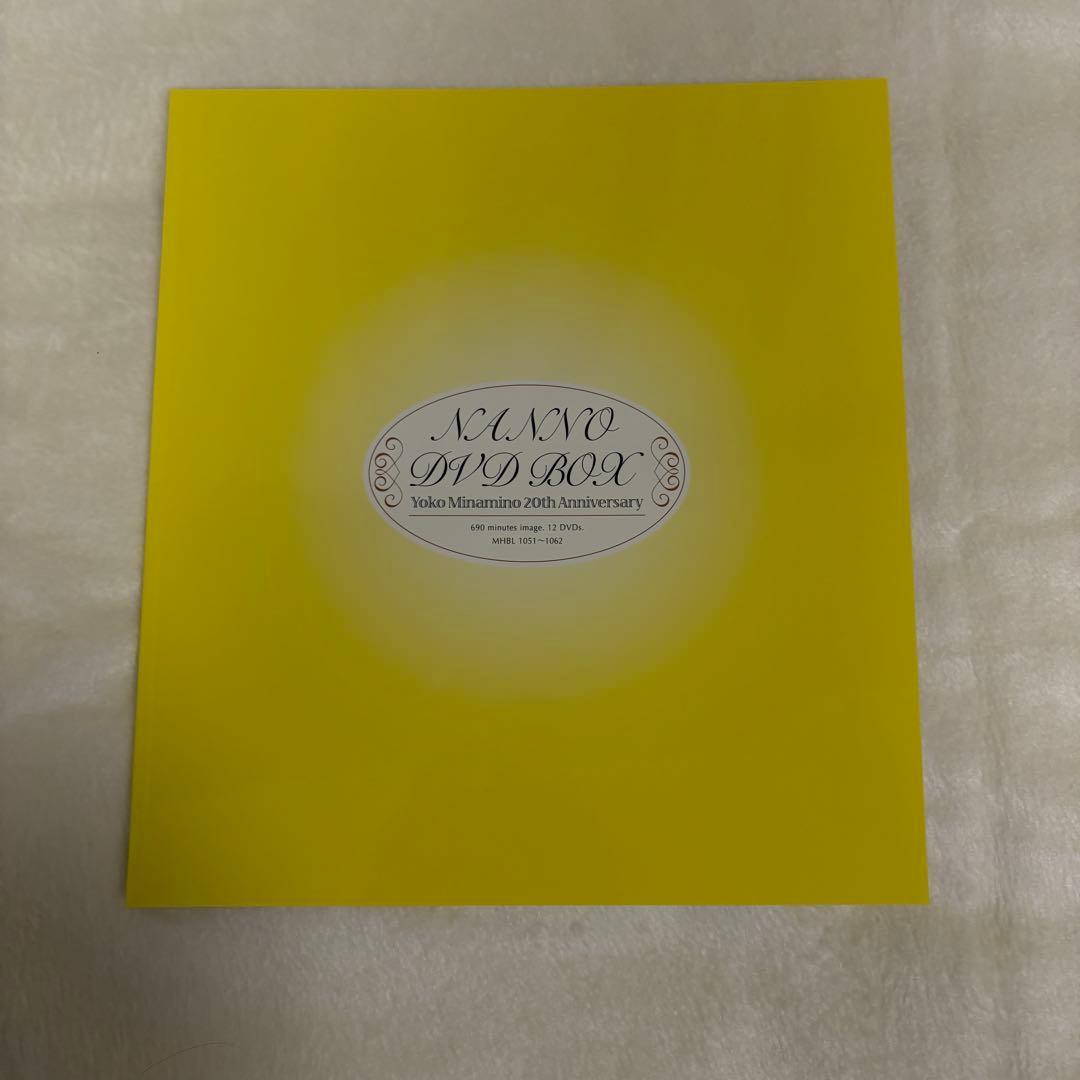 NANNO
DVD BOX
Yoko Minamino 20th Anniversary
690 minutes image. 12 DVDs.
MHBL 1051～1062